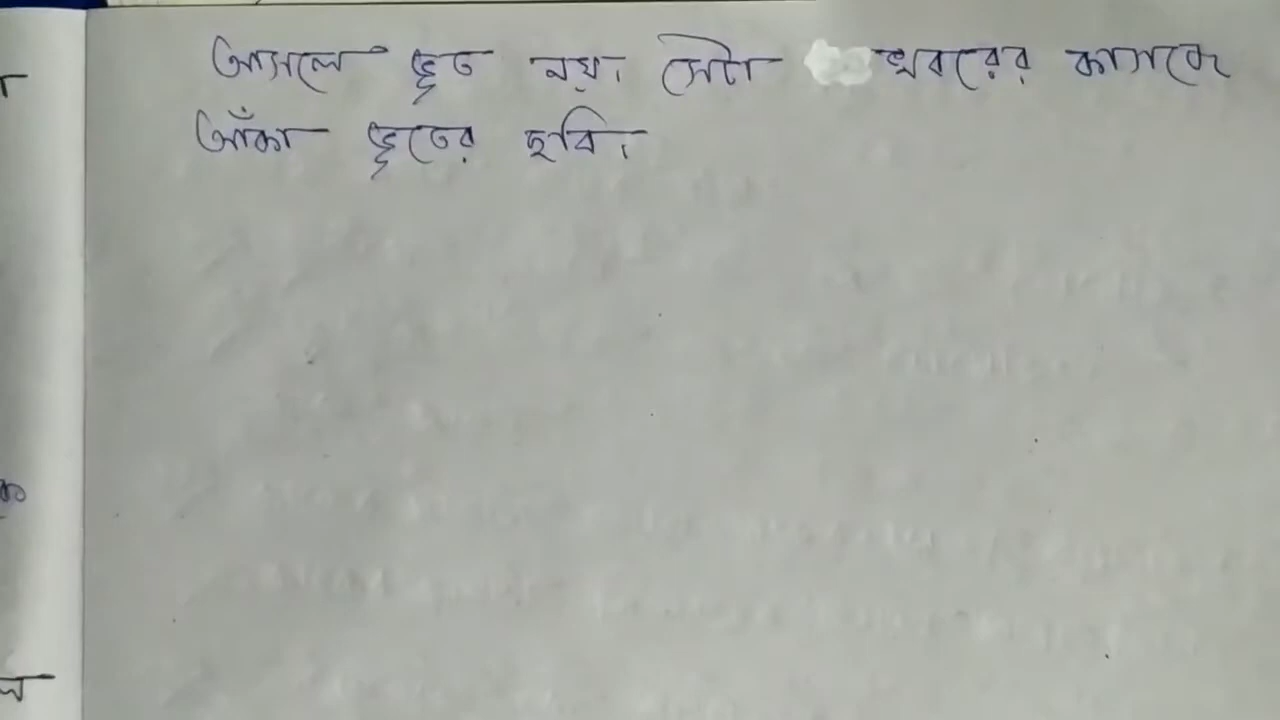 আসলে ভূত নয়। সেটা খবরের কাগজে
আঁকা ভূতের ছবি।